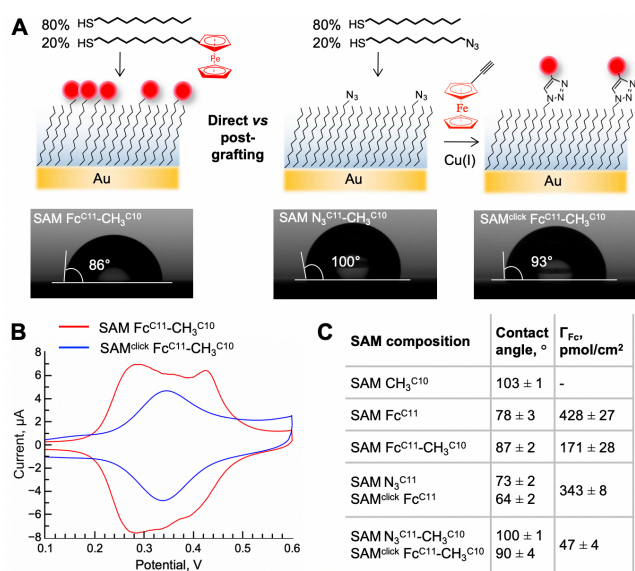 A
80% HS
20% HS
Fe
Au
Direct vs
post-
grafting
80% HS
20% HS N₃
N₃ N₃
Au
Fe
Cu(I)
N N
N=N N=N
Au
SAM Fcᶜ¹¹-CH₃ᶜ¹⁰
86°
SAM N₃ᶜ¹¹-CH₃ᶜ¹⁰
100°
SAMᶜˡⁱᶜᵏ Fcᶜ¹¹-CH₃ᶜ¹⁰
93°
B
SAM Fcᶜ¹¹-CH₃ᶜ¹⁰
SAMᶜˡⁱᶜᵏ Fcᶜ¹¹-CH₃ᶜ¹⁰
Current, µA
8
6
4
2
0
-2
-4
-6
-8
0.1 0.2 0.3 0.4 0.5 0.6
Potential, V
C
SAM composition Contact angle, ° Γ_Fc, pmol/cm²
SAM CH₃ᶜ¹⁰ 103 ± 1 -
SAM Fcᶜ¹¹ 78 ± 3 428 ± 27
SAM Fcᶜ¹¹-CH₃ᶜ¹⁰ 87 ± 2 171 ± 28
SAM N₃ᶜ¹¹ 73 ± 2
SAMᶜˡⁱᶜᵏ Fcᶜ¹¹ 64 ± 2 343 ± 8
SAM N₃ᶜ¹¹-CH₃ᶜ¹⁰ 100 ± 1
SAMᶜˡⁱᶜᵏ Fcᶜ¹¹-CH₃ᶜ¹⁰ 90 ± 4 47 ± 4